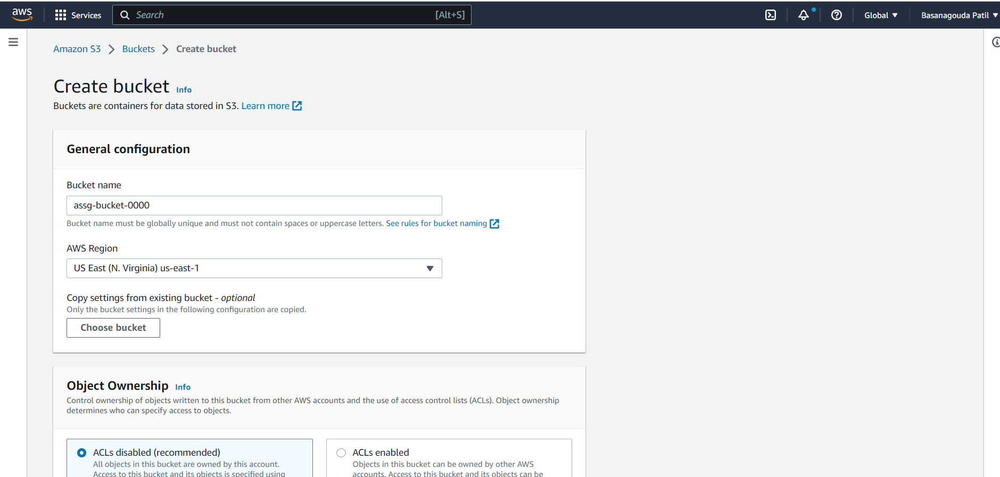 aws Services Search [Alt+S] Global Basanagouda Patil
Amazon S3 Buckets Create bucket
Create bucket Info
Buckets are containers for data stored in S3. Learn more
General configuration
Bucket name
assg-bucket-0000
Bucket name must be globally unique and must not contain spaces or uppercase letters. See rules for bucket naming
AWS Region
US East (N. Virginia) us-east-1
Copy settings from existing bucket - optional
Only the bucket settings in the following configuration are copied.
Choose bucket
Object Ownership Info
Control ownership of objects written to this bucket from other AWS accounts and the use of access control lists (ACLs). Object ownership
determines who can specify access to objects.
ACLs disabled (recommended)
All objects in this bucket are owned by this account.
Access to this bucket and its objects is specified using
ACLs enabled
Objects in this bucket can be owned by other AWS
accounts. Access to this bucket and its objects can be